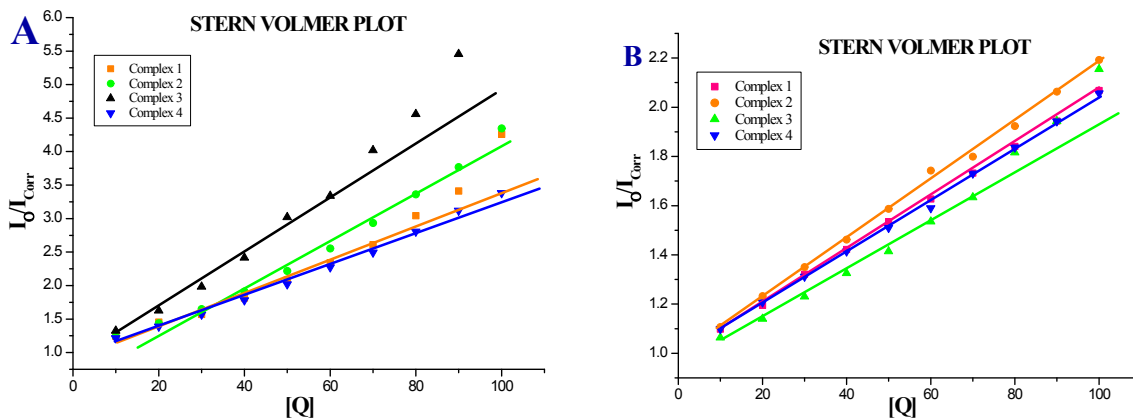 A
STERN VOLMER PLOT
Complex 1
Complex 2
Complex 3
Complex 4
6.0
5.5
5.0
4.5
4.0
3.5
3.0
2.5
2.0
1.5
1.0
I0/ICorr
0 20 40 60 80 100
[Q]
B
STERN VOLMER PLOT
Complex 1
Complex 2
Complex 3
Complex 4
2.2
2.0
1.8
1.6
1.4
1.2
1.0
I0/ICorr
0 20 40 60 80 100
[Q]